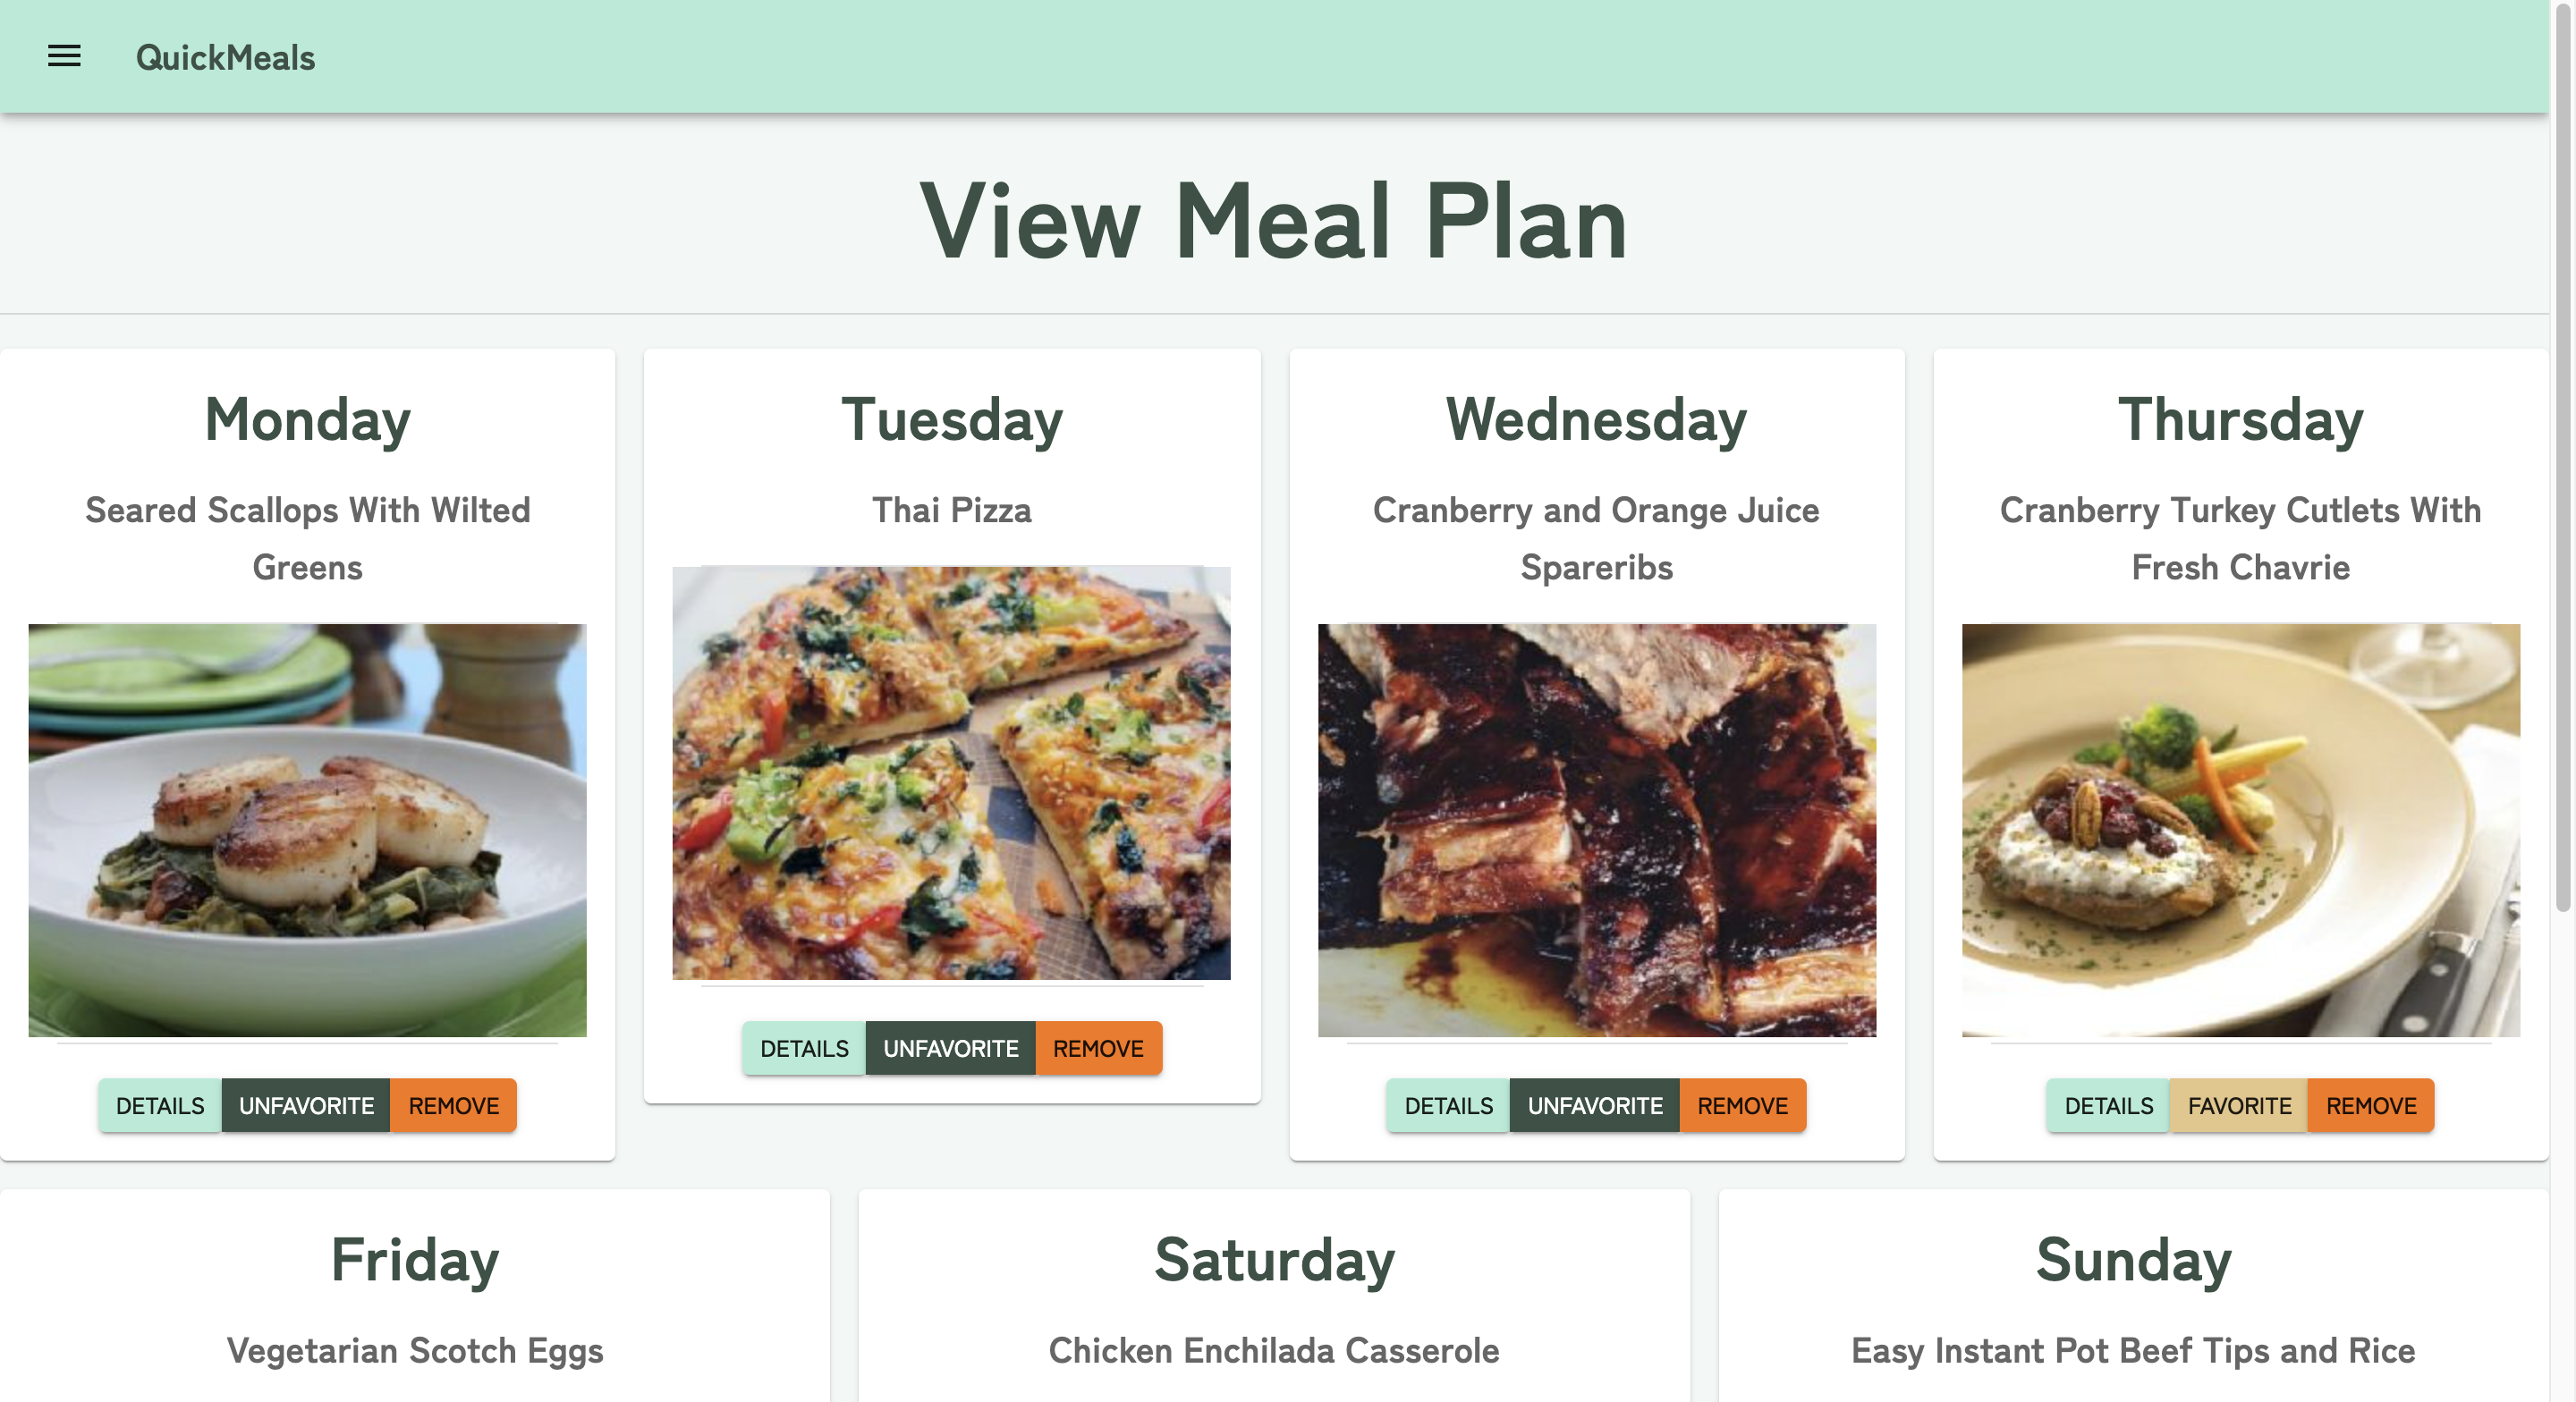 QuickMeals
View Meal Plan
Monday
Seared Scallops With Wilted
Greens
DETAILS UNFAVORITE REMOVE
Tuesday
Thai Pizza
DETAILS UNFAVORITE REMOVE
Wednesday
Cranberry and Orange Juice
Spareribs
DETAILS UNFAVORITE REMOVE
Thursday
Cranberry Turkey Cutlets With
Fresh Chavrie
DETAILS FAVORITE REMOVE
Friday
Vegetarian Scotch Eggs
Saturday
Chicken Enchilada Casserole
Sunday
Easy Instant Pot Beef Tips and Rice